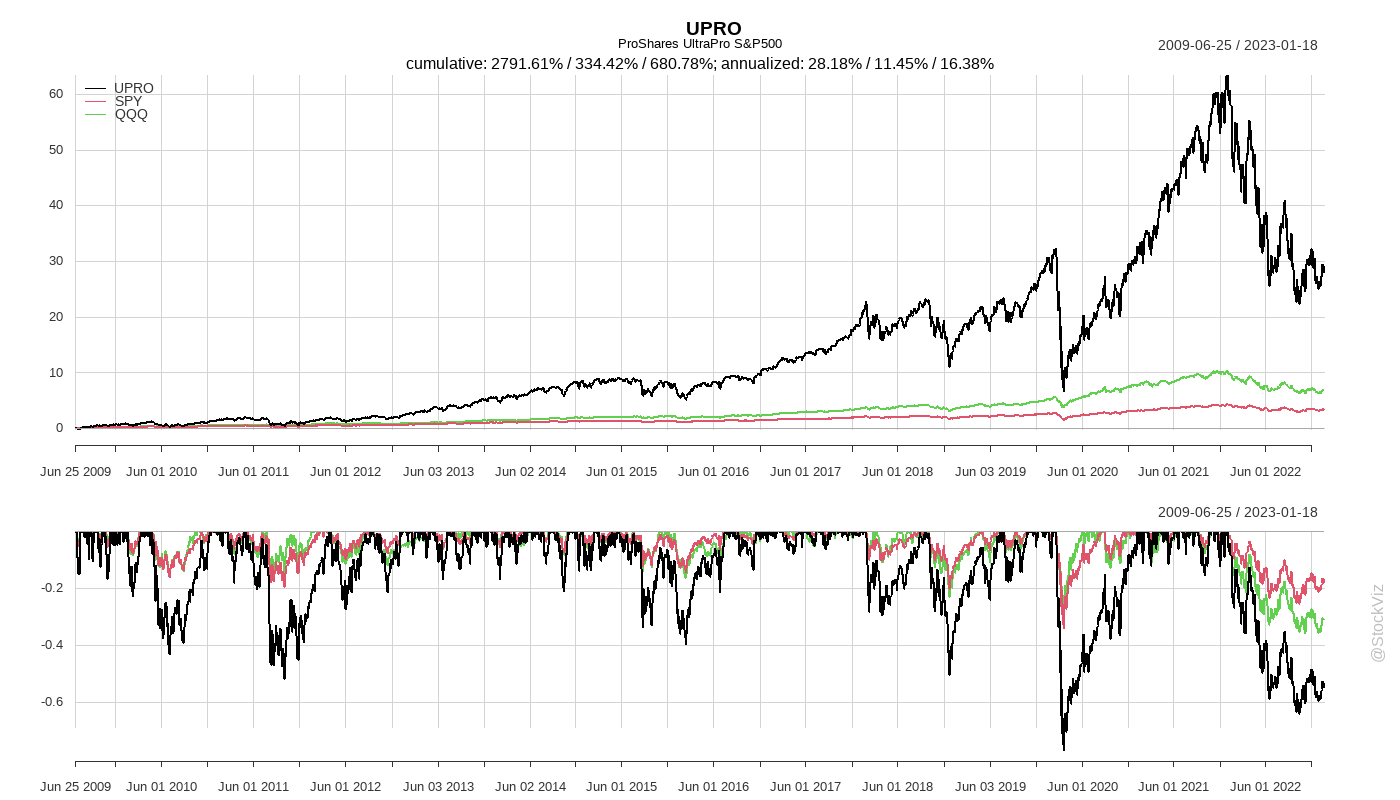 UPRO
ProShares UltraPro S&P500
2009-06-25 / 2023-01-18
cumulative: 2791.61% / 334.42% / 680.78%; annualized: 28.18% / 11.45% / 16.38%
UPRO
SPY
QQQ
60
50
40
30
20
10
0
Jun 25 2009 Jun 01 2010 Jun 01 2011 Jun 01 2012 Jun 03 2013 Jun 02 2014 Jun 01 2015 Jun 01 2016 Jun 01 2017 Jun 01 2018 Jun 03 2019 Jun 01 2020 Jun 01 2021 Jun 01 2022
2009-06-25 / 2023-01-18
-0.2
-0.4
-0.6
Jun 25 2009 Jun 01 2010 Jun 01 2011 Jun 01 2012 Jun 03 2013 Jun 02 2014 Jun 01 2015 Jun 01 2016 Jun 01 2017 Jun 01 2018 Jun 03 2019 Jun 01 2020 Jun 01 2021 Jun 01 2022
@StockViz